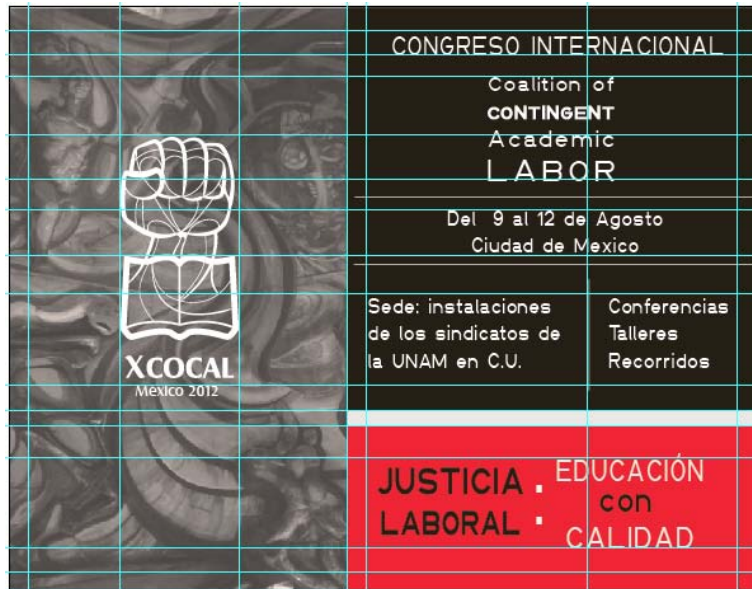 XCOCAL
Mexico 2012
CONGRESO INTERNACIONAL
Coalition of
CONTINGENT
Academic
LABOR
Del 9 al 12 de Agosto
Ciudad de Mexico
Sede: instalaciones
de los sindicatos de
la UNAM en C.U.
Conferencias
Talleres
Recorridos
JUSTICIA
LABORAL :
EDUCACIÓN
con
CALIDAD